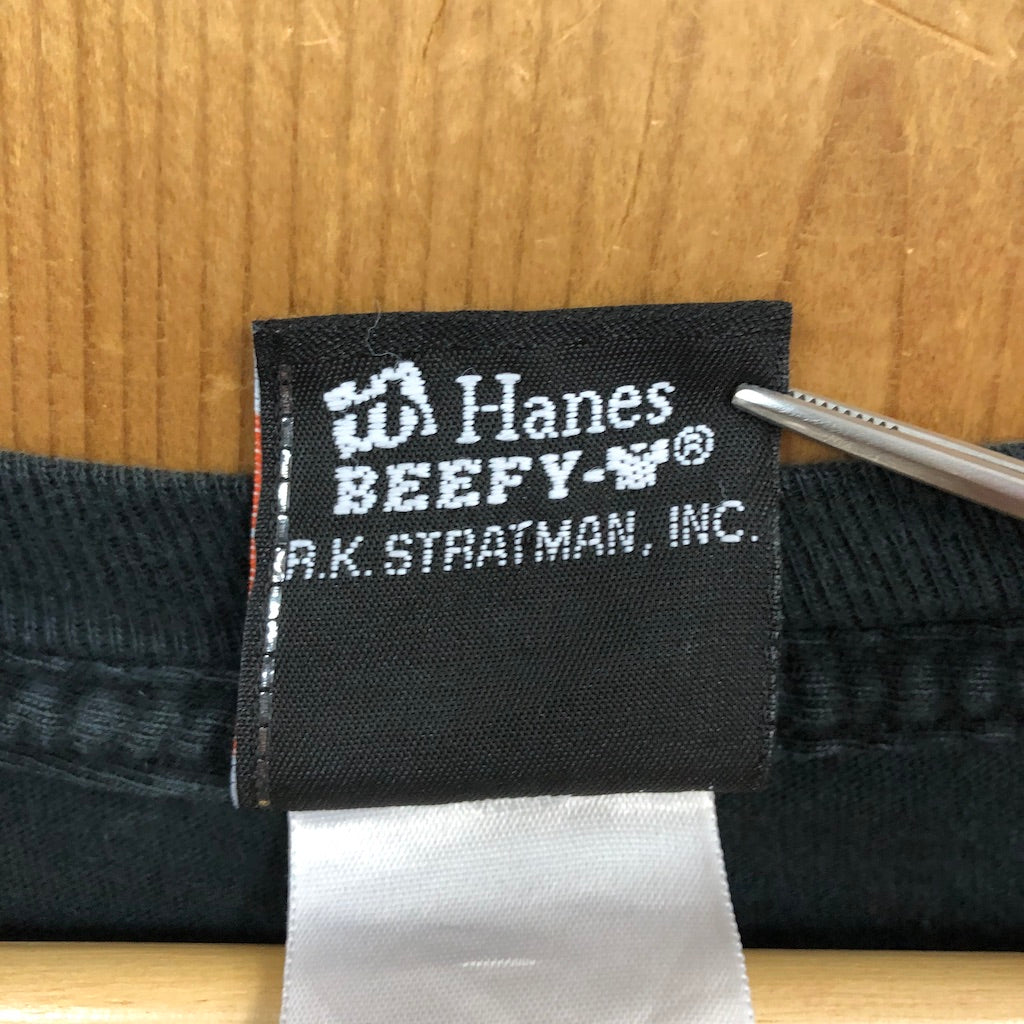 Hanes
BEEFY-®
R.K. STRATMAN, INC.